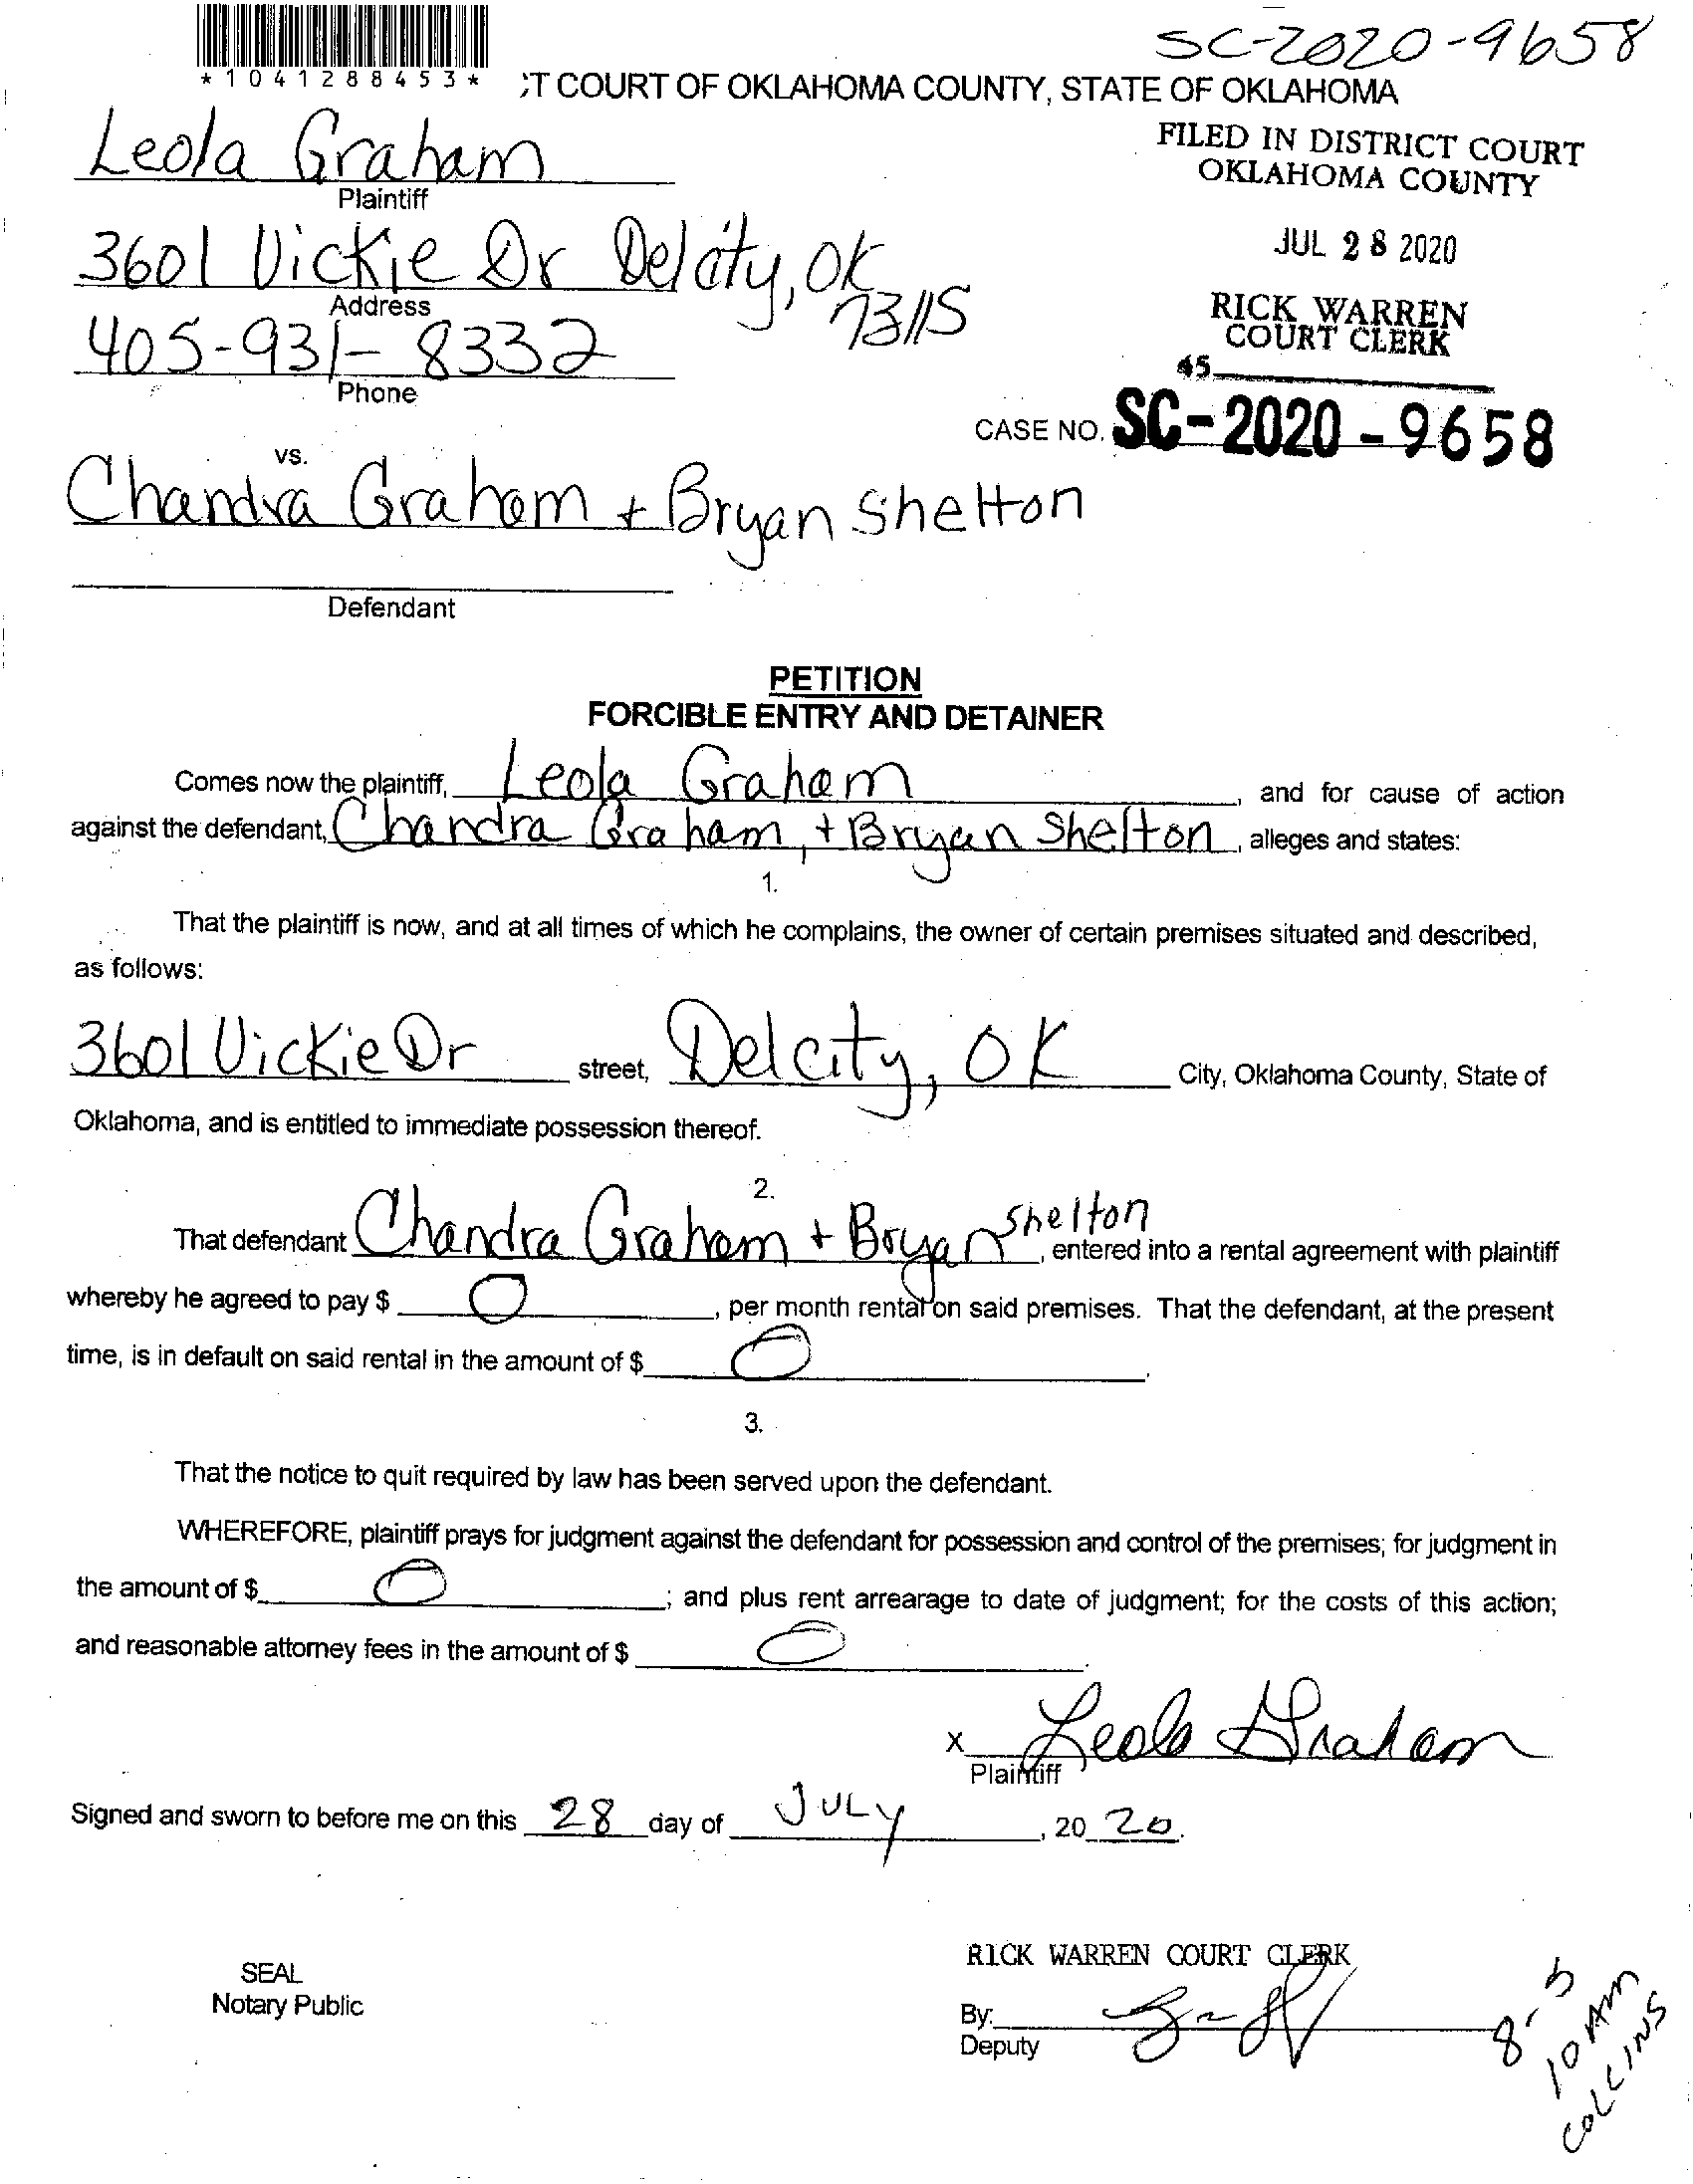 SC-2020-9658
*1041288453*
;T COURT OF OKLAHOMA COUNTY, STATE OF OKLAHOMA
Leola Graham
Plaintiff
FILED IN DISTRICT COURT
OKLAHOMA COUNTY
JUL 28 2020
RICK WARREN
COURT CLERK
45
3601 Vickie Dr Delcity, OK
73115
Address
405-931-8332
Phone
CASE NO. SC-2020-9658
vs.
Chandra Graham + Bryan Shelton
Defendant
PETITION
FORCIBLE ENTRY AND DETAINER
Comes now the plaintiff, Leola Graham, and for cause of action
against the defendant, Chandra Graham, + Bryan Shelton, alleges and states:
1.
That the plaintiff is now, and at all times of which he complains, the owner of certain premises situated and described,
as follows:
3601 Vickie Dr street, Delcity, OK City, Oklahoma County, State of
Oklahoma, and is entitled to immediate possession thereof.
2.
That defendant Chandra Graham + Bryan Shelton, entered into a rental agreement with plaintiff
whereby he agreed to pay $ 0, per month rental on said premises. That the defendant, at the present
time, is in default on said rental in the amount of $ 0.
3.
That the notice to quit required by law has been served upon the defendant.
WHEREFORE, plaintiff prays for judgment against the defendant for possession and control of the premises; for judgment in
the amount of $ 0; and plus rent arrearage to date of judgment; for the costs of this action;
and reasonable attorney fees in the amount of $ 0.
x Leola Graham
Plaintiff
Signed and sworn to before me on this 28 day of JULY, 20 20.
SEAL
Notary Public
RICK WARREN COURT CLERK
By:
Deputy
8-5
10 AM
COLLINS